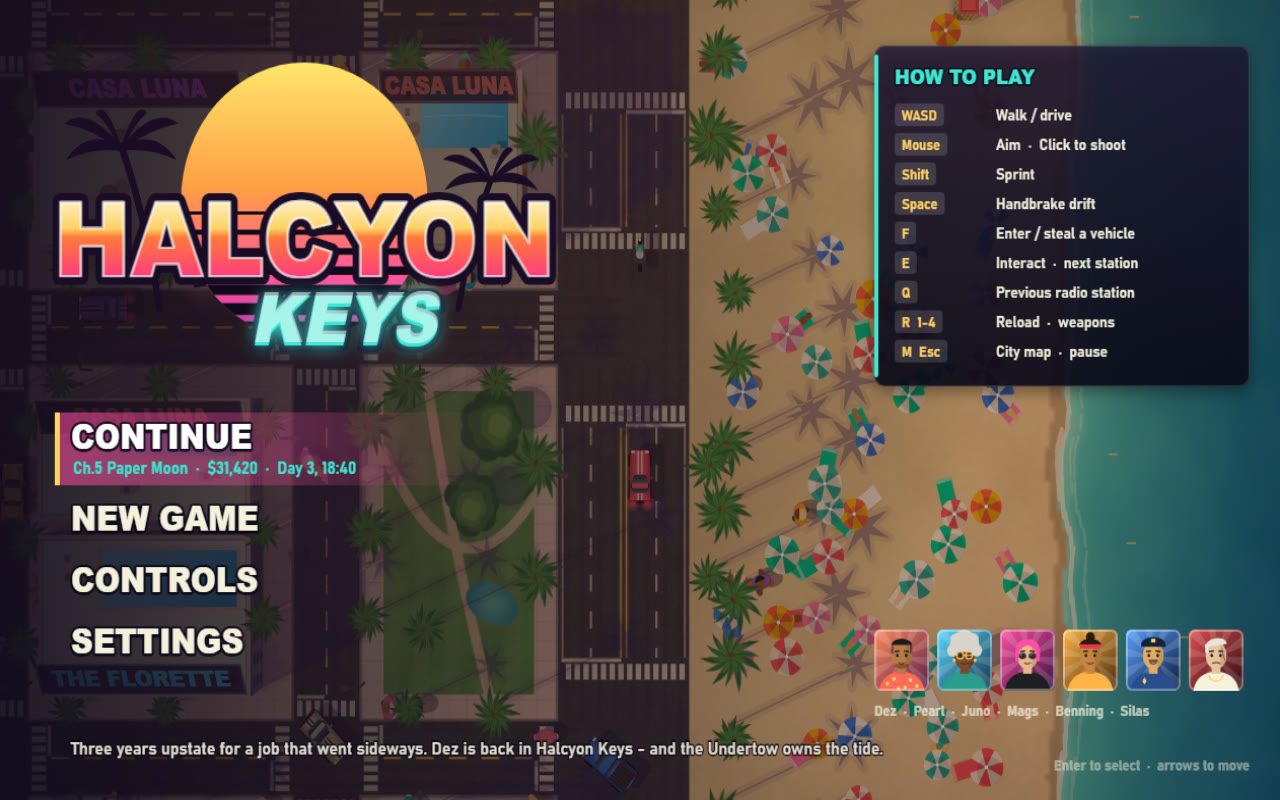 CASA LUNA
CASA LUNA
HALCYON
KEYS
CASA LUNA
CONTINUE
Ch.5 Paper Moon · $31,420 · Day 3, 18:40
NEW GAME
CONTROLS
SETTINGS
THE FLORETTE
Three years upstate for a job that went sideways. Dez is back in Halcyon Keys – and the Undertow owns the tide.
HOW TO PLAY
WASD Walk / drive
Mouse Aim · Click to shoot
Shift Sprint
Space Handbrake drift
F Enter / steal a vehicle
E Interact · next station
Q Previous radio station
R 1-4 Reload · weapons
M Esc City map · pause
Dez · Pearl · Juno · Mags · Benning · Silas
Enter to select · arrows to move